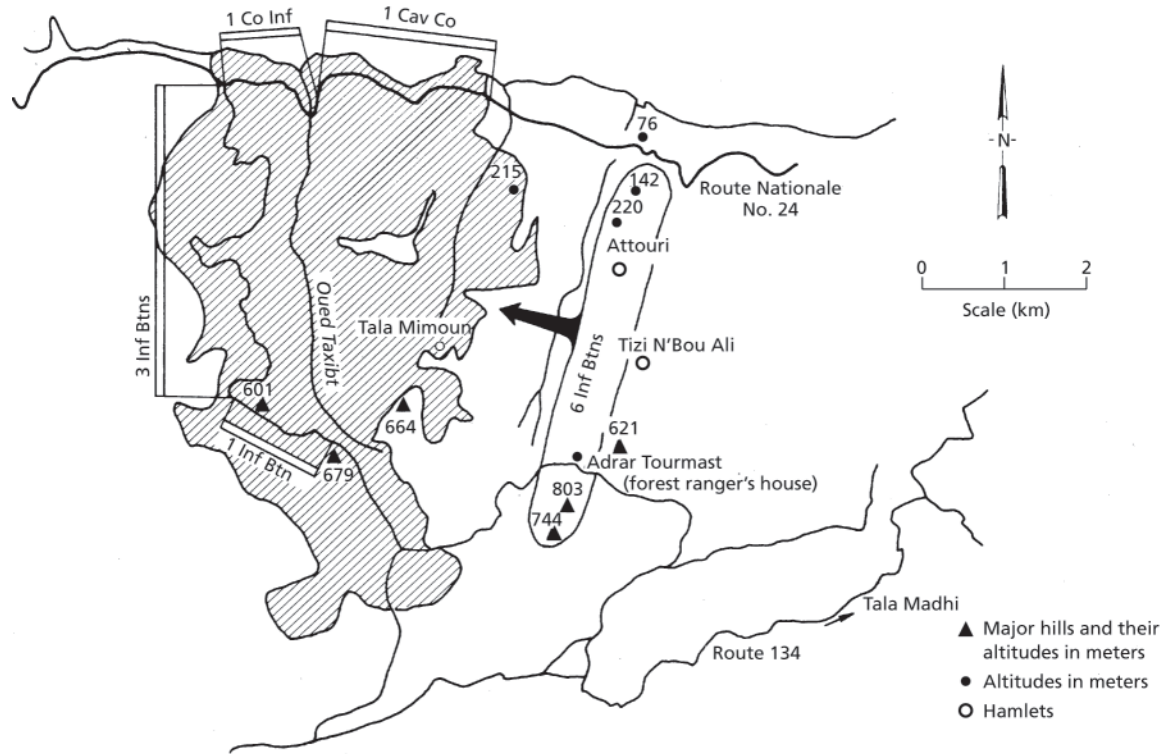 1 Co Inf
1 Cav Co
76
-N-
215
142
Route Nationale
No. 24
220
Attouri
0 1 2
Scale (km)
3 Inf Btns
Oued Taxibt
Tala Mimoun
6 Inf Btns
Tizi N'Bou Ali
601
664
621
1 Inf Btn
679
Adrar Tourmast
(forest ranger's house)
803
744
Tala Madhi
Route 134
Major hills and their
altitudes in meters
Altitudes in meters
Hamlets